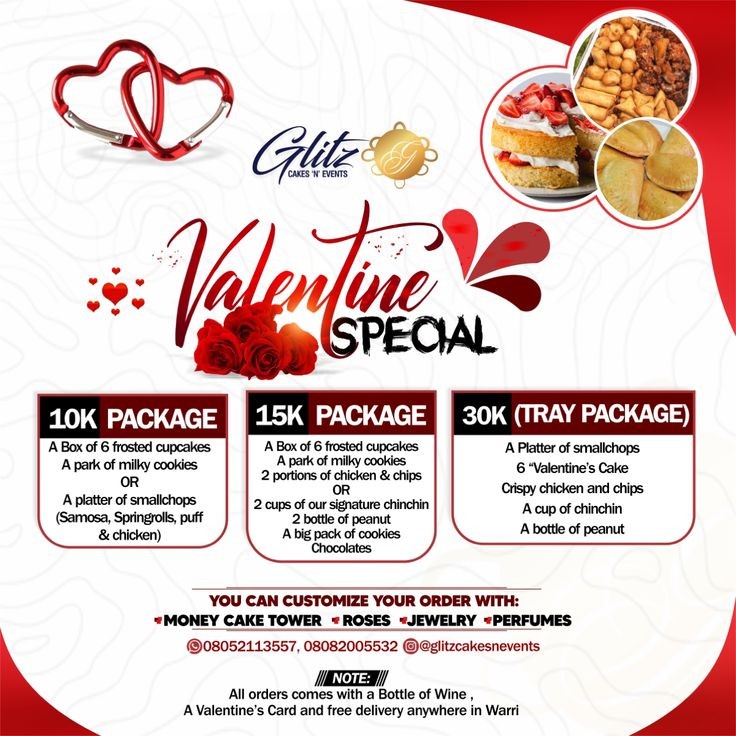 Glitz
CAKES 'N' EVENTS
G
Valentine
SPECIAL
10K PACKAGE
A Box of 6 frosted cupcakes
A park of milky cookies
OR
A platter of smallchops
(Samosa, Springrolls, puff
& chicken)
15K PACKAGE
A Box of 6 frosted cupcakes
A park of milky cookies
2 portions of chicken & chips
OR
2 cups of our signature chinchin
2 bottle of peanut
A big pack of cookies
Chocolates
30K (TRAY PACKAGE)
A Platter of smallchops
6 “Valentine's Cake
Crispy chicken and chips
A cup of chinchin
A bottle of peanut
YOU CAN CUSTOMIZE YOUR ORDER WITH:
MONEY CAKE TOWER ROSES JEWELRY PERFUMES
08052113557, 08082005532 @glitzcakesnevents
NOTE:
All orders comes with a Bottle of Wine ,
A Valentine's Card and free delivery anywhere in Warri